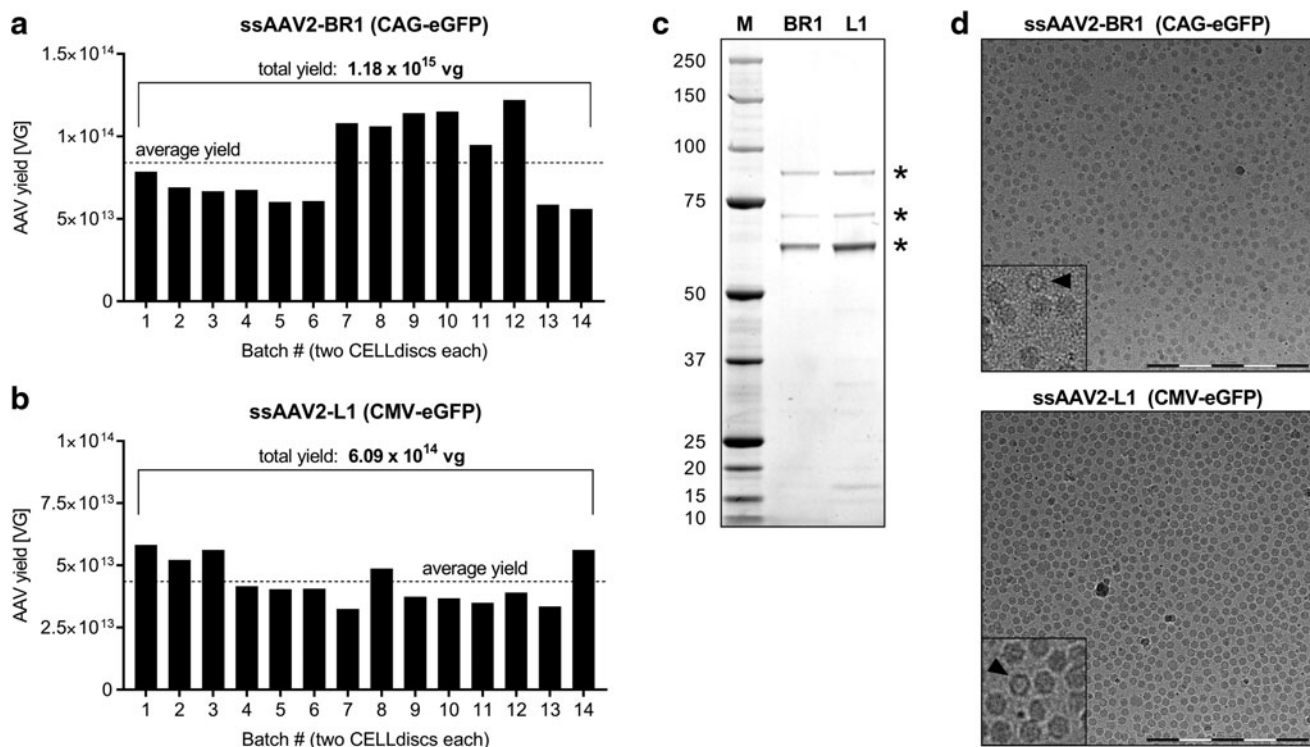 a
ssAAV2-BR1 (CAG-eGFP)
AAV yield [VG]
1.5×10¹⁴
1×10¹⁴
5×10¹³
0
total yield: 1.18 x 10¹⁵ vg
average yield
1 2 3 4 5 6 7 8 9 10 11 12 13 14
Batch # (two CELLdiscs each)
b
ssAAV2-L1 (CMV-eGFP)
AAV yield [VG]
1×10¹⁴
7.5×10¹³
5×10¹³
2.5×10¹³
0
total yield: 6.09 x 10¹⁴ vg
average yield
1 2 3 4 5 6 7 8 9 10 11 12 13 14
Batch # (two CELLdiscs each)
c
M BR1 L1
250
150
100
75
50
37
25
20
15
10
*
*
*
d
ssAAV2-BR1 (CAG-eGFP)
ssAAV2-L1 (CMV-eGFP)